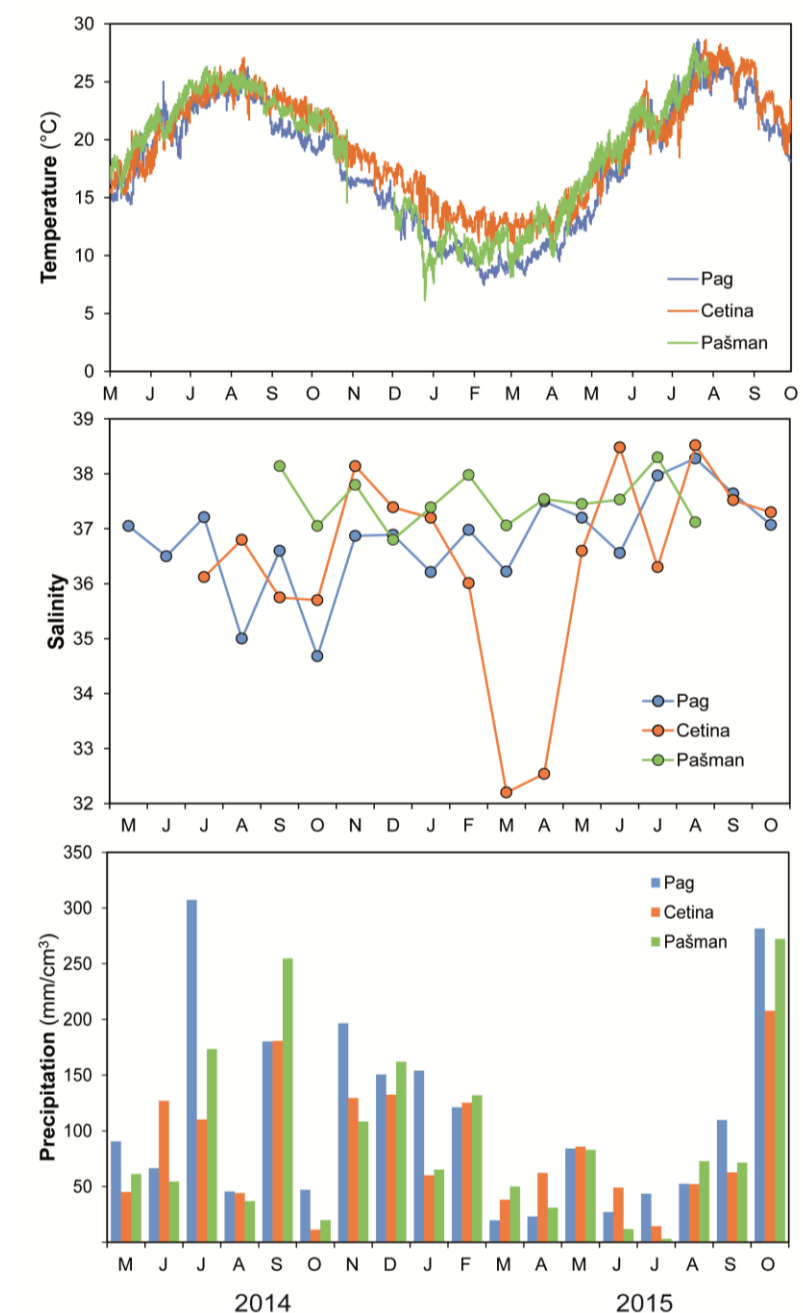 30
25
20
15
10
5
0
Temperature (°C)
Pag
Cetina
Pašman
M J J A S O N D J F M A M J J A S O
39
38
37
36
35
34
33
32
Salinity
Pag
Cetina
Pašman
M J J A S O N D J F M A M J J A S O
350
300
250
200
150
100
50
Precipitation (mm/cm³)
Pag
Cetina
Pašman
M J J A S O N D J F M A M J J A S O
2014 2015